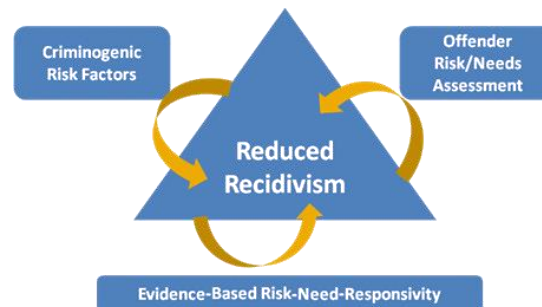 Criminogenic
Risk Factors
Offender
Risk/Needs
Assessment
Reduced
Recidivism
Evidence-Based Risk-Need-Responsivity